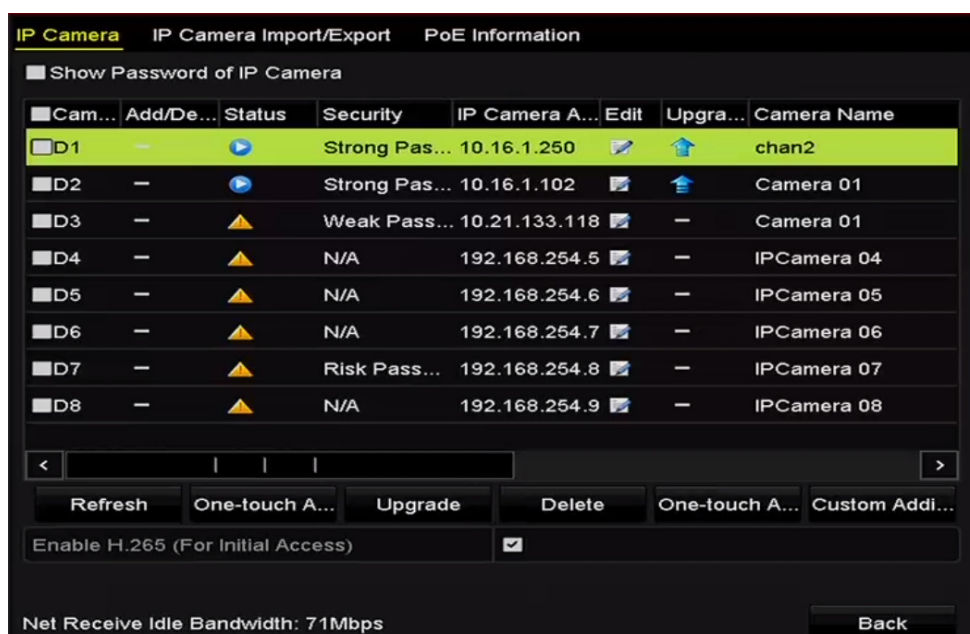 IP Camera IP Camera Import/Export PoE Information
Show Password of IP Camera
Cam... Add/De... Status Security IP Camera A... Edit Upgra... Camera Name
D1 – Strong Pas... 10.16.1.250 chan2
D2 – Strong Pas... 10.16.1.102 Camera 01
D3 – Weak Pass... 10.21.133.118 – Camera 01
D4 – N/A 192.168.254.5 – IPCamera 04
D5 – N/A 192.168.254.6 – IPCamera 05
D6 – N/A 192.168.254.7 – IPCamera 06
D7 – Risk Pass... 192.168.254.8 – IPCamera 07
D8 – N/A 192.168.254.9 – IPCamera 08
< >
Refresh One-touch A... Upgrade Delete One-touch A... Custom Addi...
Enable H.265 (For Initial Access)
Net Receive Idle Bandwidth: 71Mbps Back